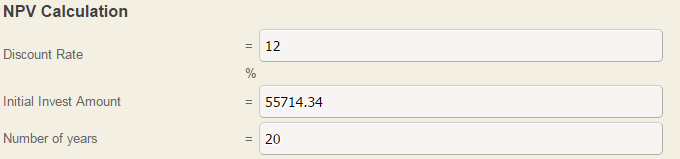 NPV Calculation
Discount Rate = 12
%
Initial Invest Amount = 55714.34
Number of years = 20